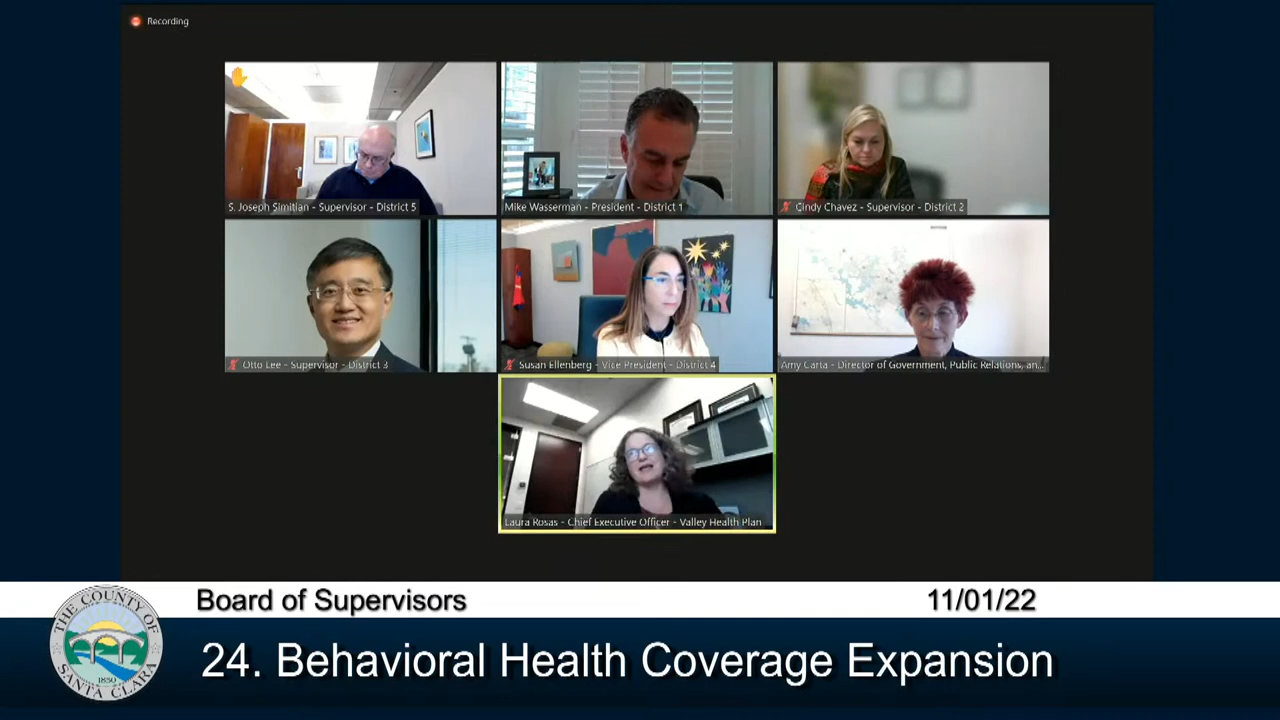 Recording
S. Joseph Simitian - Supervisor - District 5
Mike Wasserman - President - District 1
Cindy Chavez - Supervisor - District 2
Otto Lee - Supervisor - District 3
Susan Ellenberg - Vice President - District 4
Amy Carta - Director of Government, Public Relations, an...
Laura Rosas - Chief Executive Officer - Valley Health Plan
Board of Supervisors
11/01/22
THE COUNTY OF
SANTA CLARA
1850
24. Behavioral Health Coverage Expansion